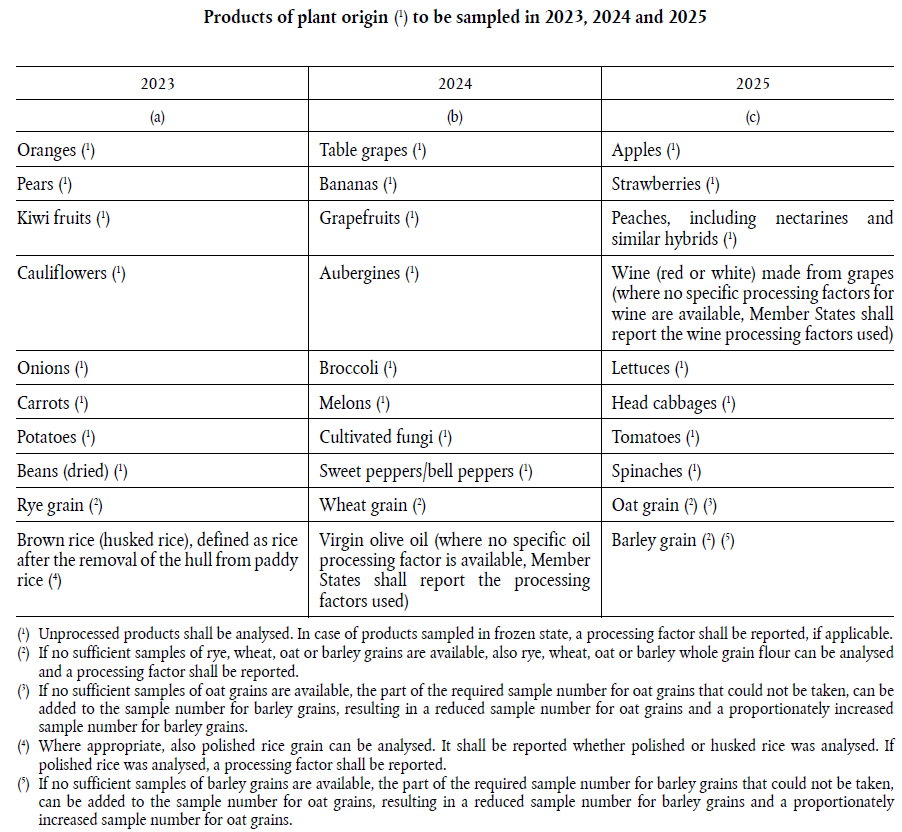 Products of plant origin (¹) to be sampled in 2023, 2024 and 2025
2023 2024 2025
(a) (b) (c)
Oranges (¹) Table grapes (¹) Apples (¹)
Pears (¹) Bananas (¹) Strawberries (¹)
Kiwi fruits (¹) Grapefruits (¹) Peaches, including nectarines and
similar hybrids (¹)
Cauliflowers (¹) Aubergines (¹) Wine (red or white) made from grapes
(where no specific processing factors for
wine are available, Member States shall
report the wine processing factors used)
Onions (¹) Broccoli (¹) Lettuces (¹)
Carrots (¹) Melons (¹) Head cabbages (¹)
Potatoes (¹) Cultivated fungi (¹) Tomatoes (¹)
Beans (dried) (¹) Sweet peppers/bell peppers (¹) Spinaches (¹)
Rye grain (²) Wheat grain (²) Oat grain (²) (³)
Brown rice (husked rice), defined as rice
after the removal of the hull from paddy
rice (⁴)
Virgin olive oil (where no specific oil
processing factor is available, Member
States shall report the processing
factors used)
Barley grain (²) (⁵)
(¹) Unprocessed products shall be analysed. In case of products sampled in frozen state, a processing factor shall be reported, if applicable.
(²) If no sufficient samples of rye, wheat, oat or barley grains are available, also rye, wheat, oat or barley whole grain flour can be analysed
and a processing factor shall be reported.
(³) If no sufficient samples of oat grains are available, the part of the required sample number for oat grains that could not be taken, can be
added to the sample number for barley grains, resulting in a reduced sample number for oat grains and a proportionately increased
sample number for barley grains.
(⁴) Where appropriate, also polished rice grain can be analysed. It shall be reported whether polished or husked rice was analysed. If
polished rice was analysed, a processing factor shall be reported.
(⁵) If no sufficient samples of barley grains are available, the part of the required sample number for barley grains that could not be taken,
can be added to the sample number for oat grains, resulting in a reduced sample number for barley grains and a proportionately
increased sample number for oat grains.